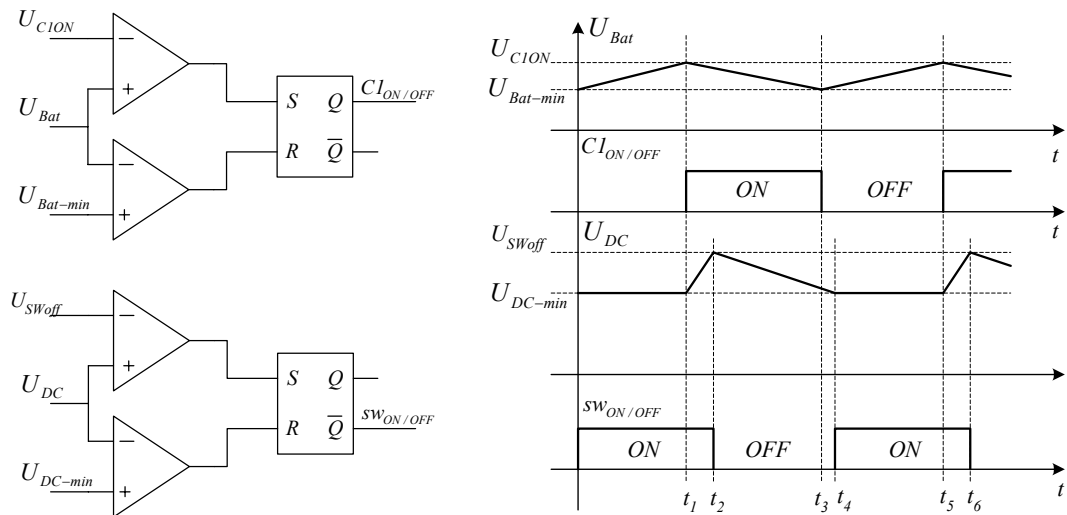 U_C1ON
−
+
U_Bat
−
U_Bat−min
+
S Q
R Q̅
C1_ON/OFF
U_SWoff
−
+
U_DC
−
U_DC−min
+
S Q
R Q̅
sw_ON/OFF
U_Bat
U_C1ON
U_Bat−min
t
C1_ON/OFF
ON OFF
t
U_SWoff
U_DC
U_DC−min
t
sw_ON/OFF
ON OFF ON
t
t_1 t_2 t_3 t_4 t_5 t_6